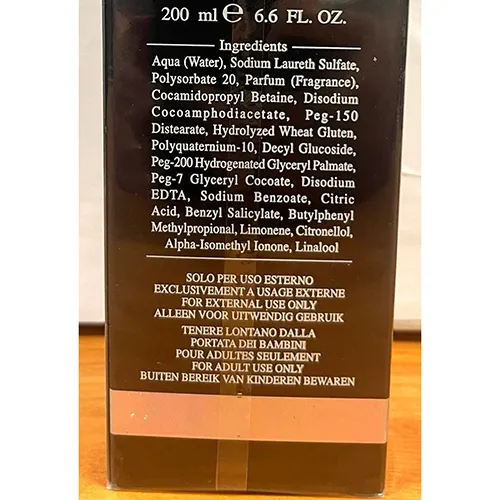 200 ml ℮ 6.6 FL. OZ.
Ingredients
Aqua (Water), Sodium Laureth Sulfate,
Polysorbate 20, Parfum (Fragrance),
Cocamidopropyl Betaine, Disodium
Cocoamphodiacetate, Peg-150
Distearate, Hydrolyzed Wheat Gluten,
Polyquaternium-10, Decyl Glucoside,
Peg-200 Hydrogenated Glyceryl Palmate,
Peg-7 Glyceryl Cocoate, Disodium
EDTA, Sodium Benzoate, Citric
Acid, Benzyl Salicylate, Butylphenyl
Methylpropional, Limonene, Citronellol,
Alpha-Isomethyl Ionone, Linalool
SOLO PER USO ESTERNO
EXCLUSIVEMENT A USAGE EXTERNE
FOR EXTERNAL USE ONLY
ALLEEN VOOR UITWENDIG GEBRUIK
TENERE LONTANO DALLA
PORTATA DEI BAMBINI
POUR ADULTES SEULEMENT
FOR ADULT USE ONLY
BUITEN BEREIK VAN KINDEREN BEWAREN